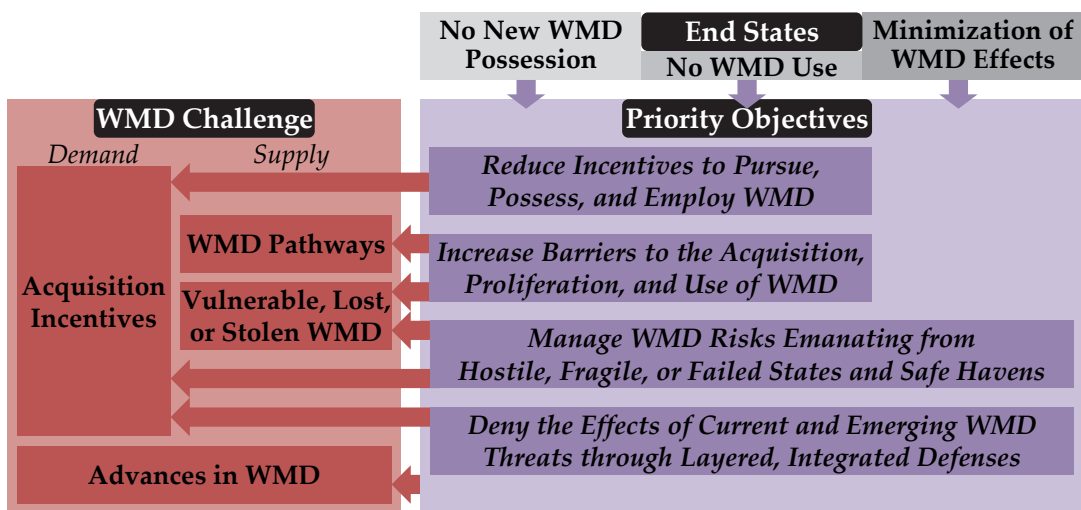 No New WMD
Possession
End States
No WMD Use
Minimization of
WMD Effects
WMD Challenge
Demand
Supply
Acquisition
Incentives
WMD Pathways
Vulnerable, Lost,
or Stolen WMD
Advances in WMD
Priority Objectives
Reduce Incentives to Pursue,
Possess, and Employ WMD
Increase Barriers to the Acquisition,
Proliferation, and Use of WMD
Manage WMD Risks Emanating from
Hostile, Fragile, or Failed States and Safe Havens
Deny the Effects of Current and Emerging WMD
Threats through Layered, Integrated Defenses